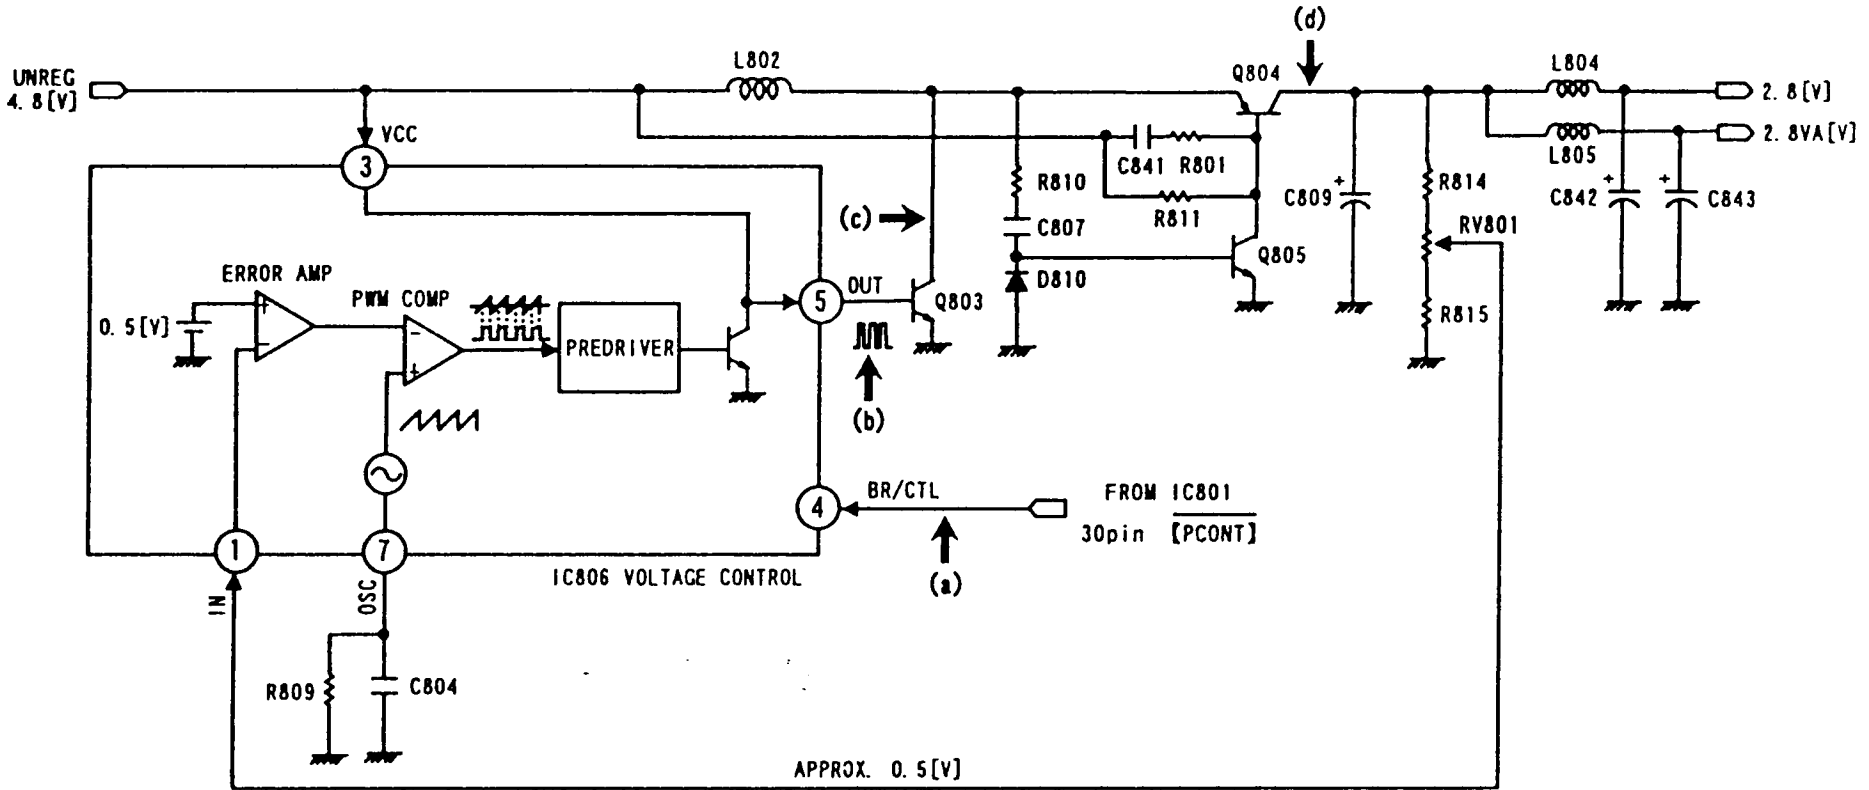 (d)
L802
Q804
L804
UNREG
4.8[V]
2.8[V]
VCC
2.8VA[V]
C841 R801
L805
3
R810
R814
C809
C842
C843
R811
(c)
C807
RV801
Q805
ERROR AMP
D810
OUT
PWM COMP
5
Q803
+
0.5[V]
-
R815
PREDRIVER
-
+
(b)
BR/CTL
FROM IC801
4
30pin [PCONT]
1
7
IC806 VOLTAGE CONTROL
(a)
IN
OSC
R809
C804
APPROX. 0.5[V]
+
+
+